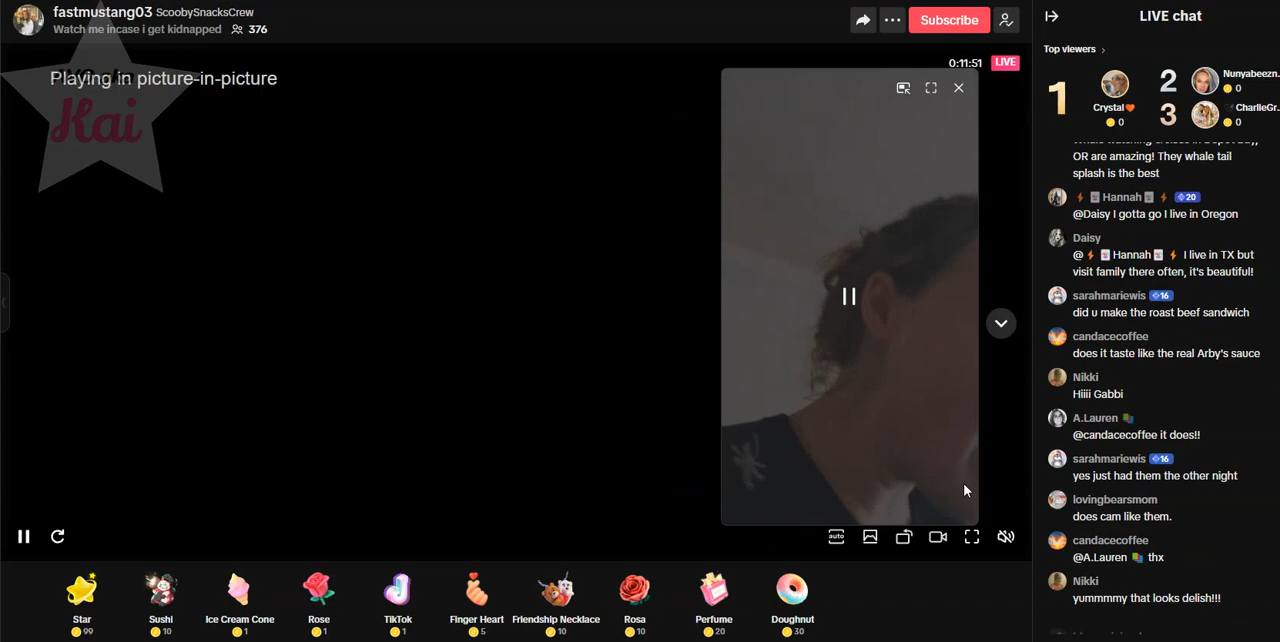 fastmustang03 ScoobySnacksCrew
Watch me incase i get kidnapped 376
Subscribe
Playing in picture-in-picture
Kai
0:11:51 LIVE
auto
Star
99
Sushi
10
Ice Cream Cone
1
Rose
1
TikTok
1
Finger Heart
5
Friendship Necklace
10
Rosa
10
Perfume
20
Doughnut
30
LIVE chat
Top viewers
1
Crystal
0
2
Nunyabeezn...
0
3
CharlieGr...
0
OR are amazing! They whale tail
splash is the best
Hannah 20
@Daisy I gotta go I live in Oregon
Daisy
@ Hannah I live in TX but
visit family there often, it's beautiful!
sarahmariewis 16
did u make the roast beef sandwich
candacecoffee
does it taste like the real Arby's sauce
Nikki
Hiiii Gabbi
A.Lauren
@candacecoffee it does!!
sarahmariewis 16
yes just had them the other night
lovingbearsmom
does cam like them.
candacecoffee
@A.Lauren thx
Nikki
yummmmy that looks delish!!!